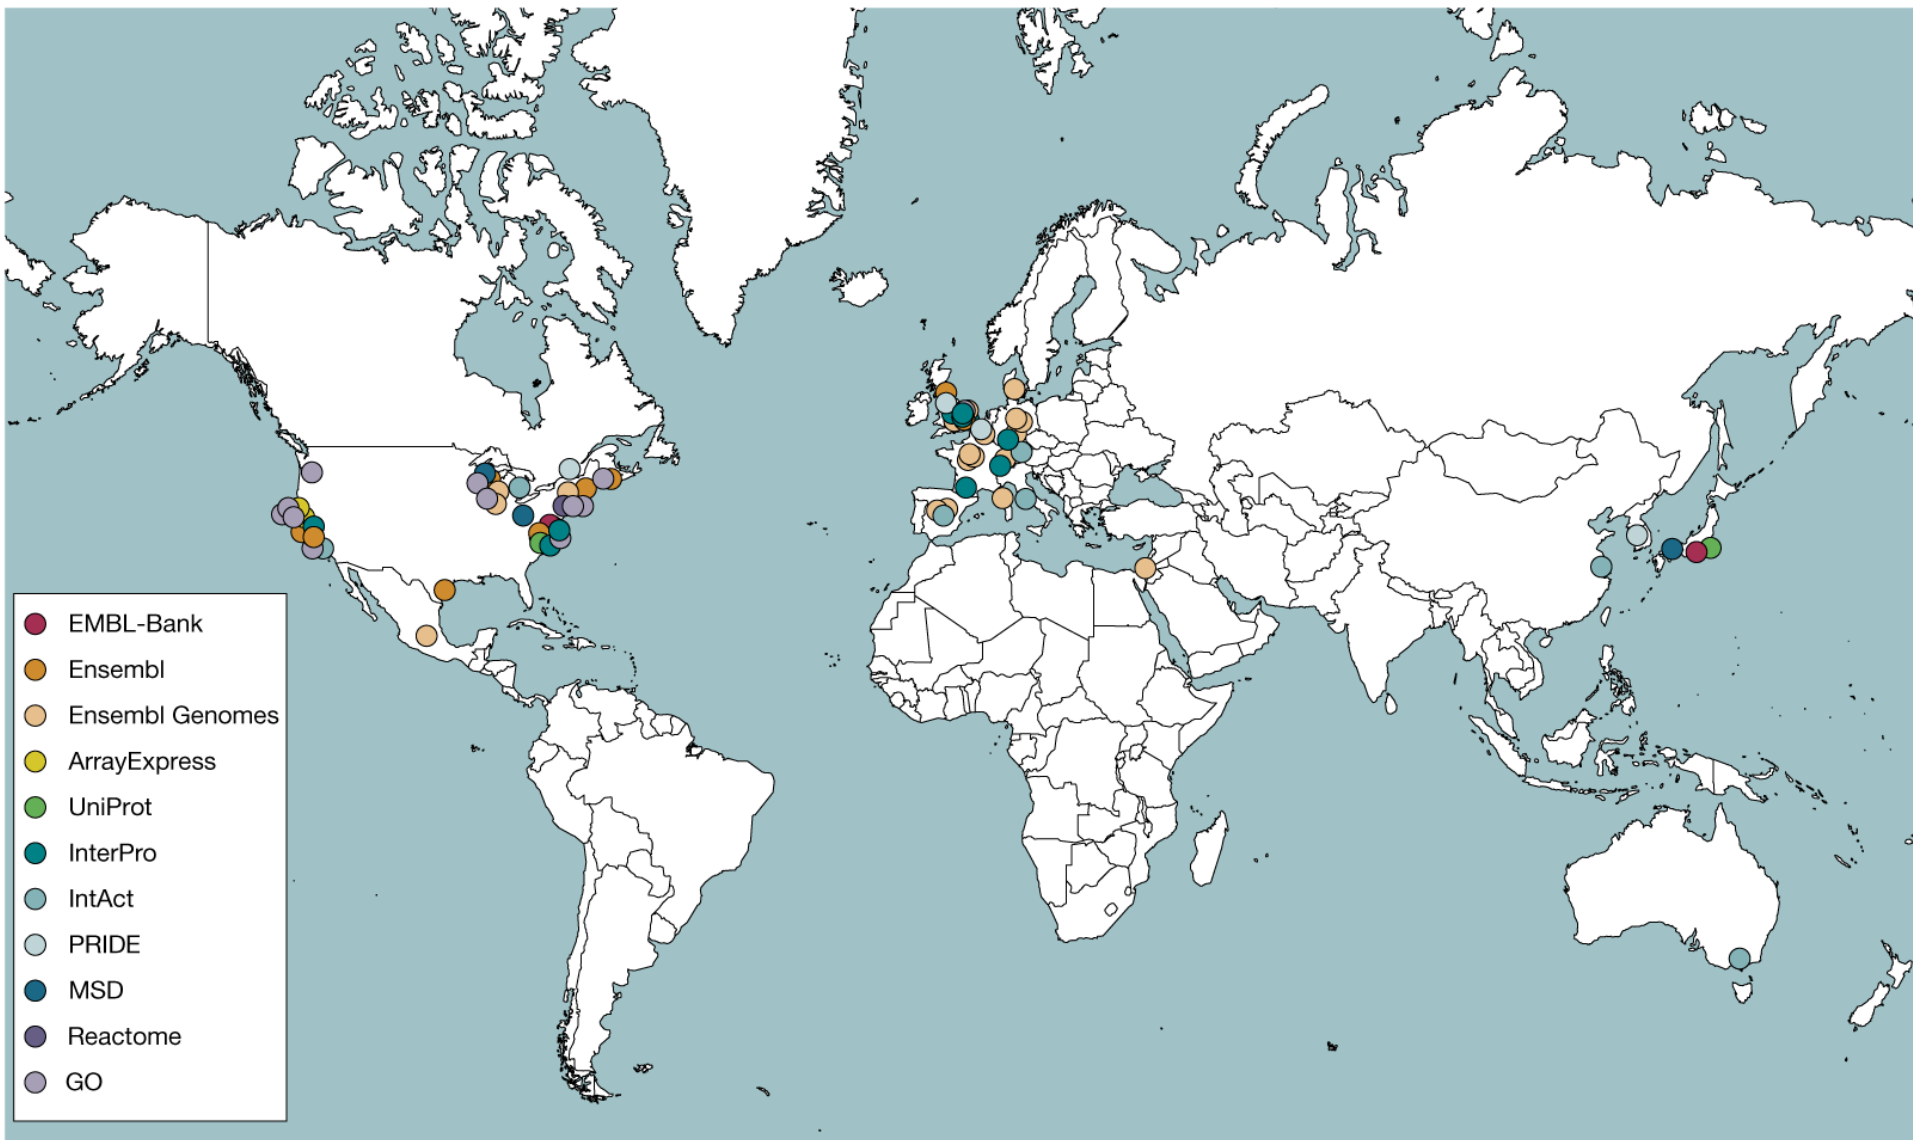 EMBL-Bank
Ensembl
Ensembl Genomes
ArrayExpress
UniProt
InterPro
IntAct
PRIDE
MSD
Reactome
GO